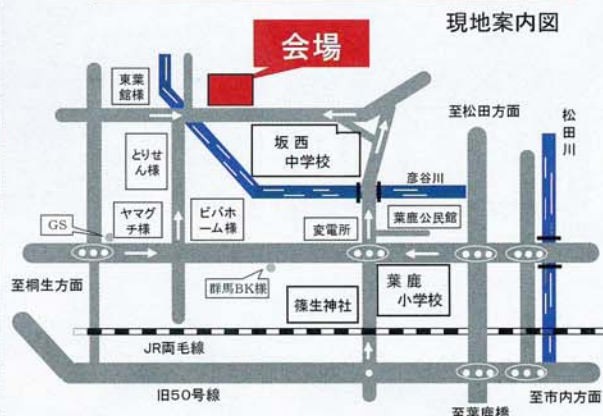 現地案内図
会場
東葉
館様
至松田方面
松
田
川
坂西
中学校
とりせ
ん様
彦谷川
ヤマグ
チ様
ビバホ
ーム様
変電所
葉鹿公民館
GS
至桐生方面
群馬BK様
篠生神社
葉鹿
小学校
JR両毛線
旧50号線
至葉鹿橋
至市内方面